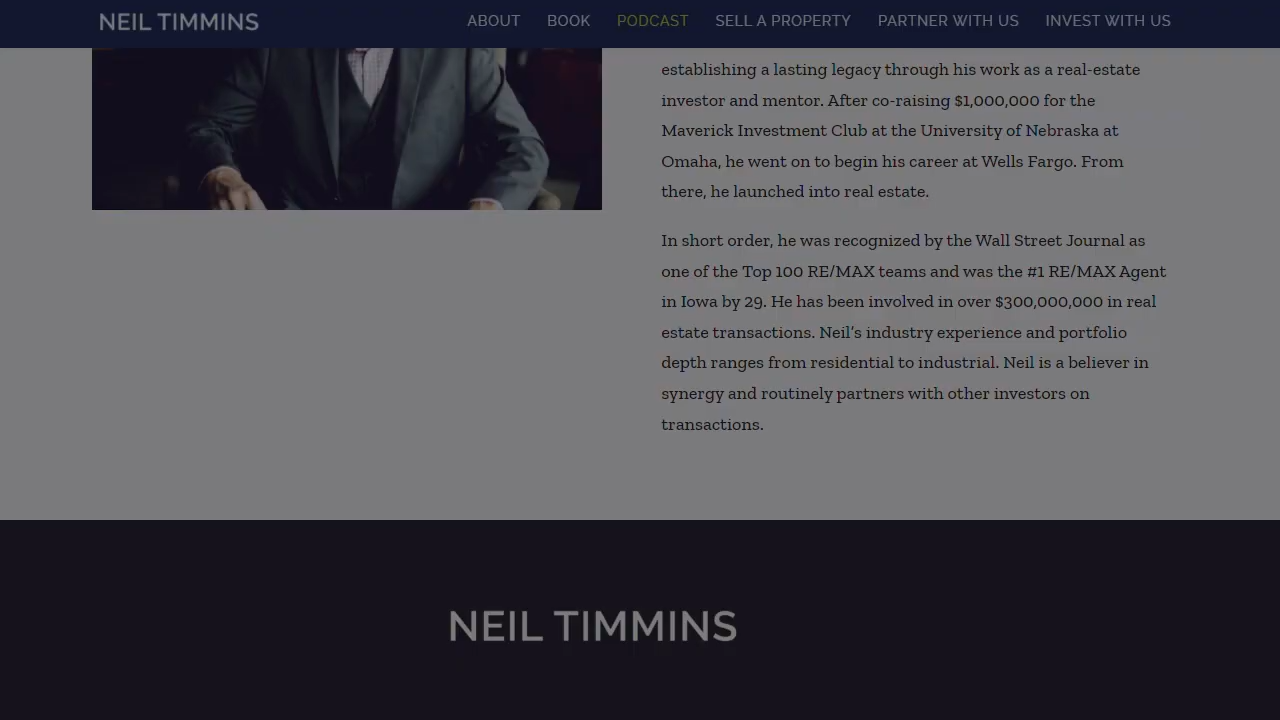 NEIL TIMMINS
ABOUT BOOK PODCAST SELL A PROPERTY PARTNER WITH US INVEST WITH US
establishing a lasting legacy through his work as a real-estate
investor and mentor. After co-raising $1,000,000 for the
Maverick Investment Club at the University of Nebraska at
Omaha, he went on to begin his career at Wells Fargo. From
there, he launched into real estate.
In short order, he was recognized by the Wall Street Journal as
one of the Top 100 RE/MAX teams and was the #1 RE/MAX Agent
in Iowa by 29. He has been involved in over $300,000,000 in real
estate transactions. Neil’s industry experience and portfolio
depth ranges from residential to industrial. Neil is a believer in
synergy and routinely partners with other investors on
transactions.
NEIL TIMMINS